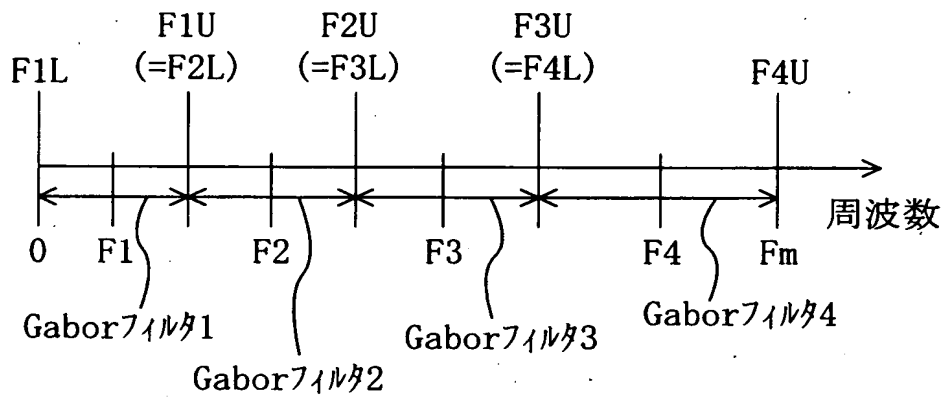 F1L
F1U
(=F2L)
F2U
(=F3L)
F3U
(=F4L)
F4U
周波数
0
F1
F2
F3
F4
Fm
Gaborフィルタ1
Gaborフィルタ2
Gaborフィルタ3
Gaborフィルタ4